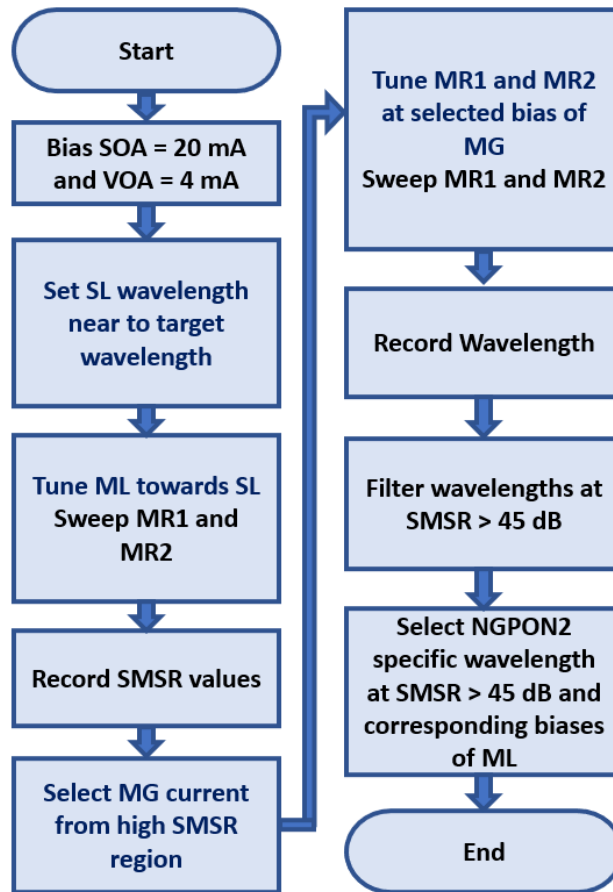 Start
Bias SOA = 20 mA
and VOA = 4 mA
Set SL wavelength
near to target
wavelength
Tune ML towards SL
Sweep MR1 and
MR2
Record SMSR values
Select MG current
from high SMSR
region
Tune MR1 and MR2
at selected bias of
MG
Sweep MR1 and MR2
Record Wavelength
Filter wavelengths at
SMSR > 45 dB
Select NGPON2
specific wavelength
at SMSR > 45 dB and
corresponding biases
of ML
End